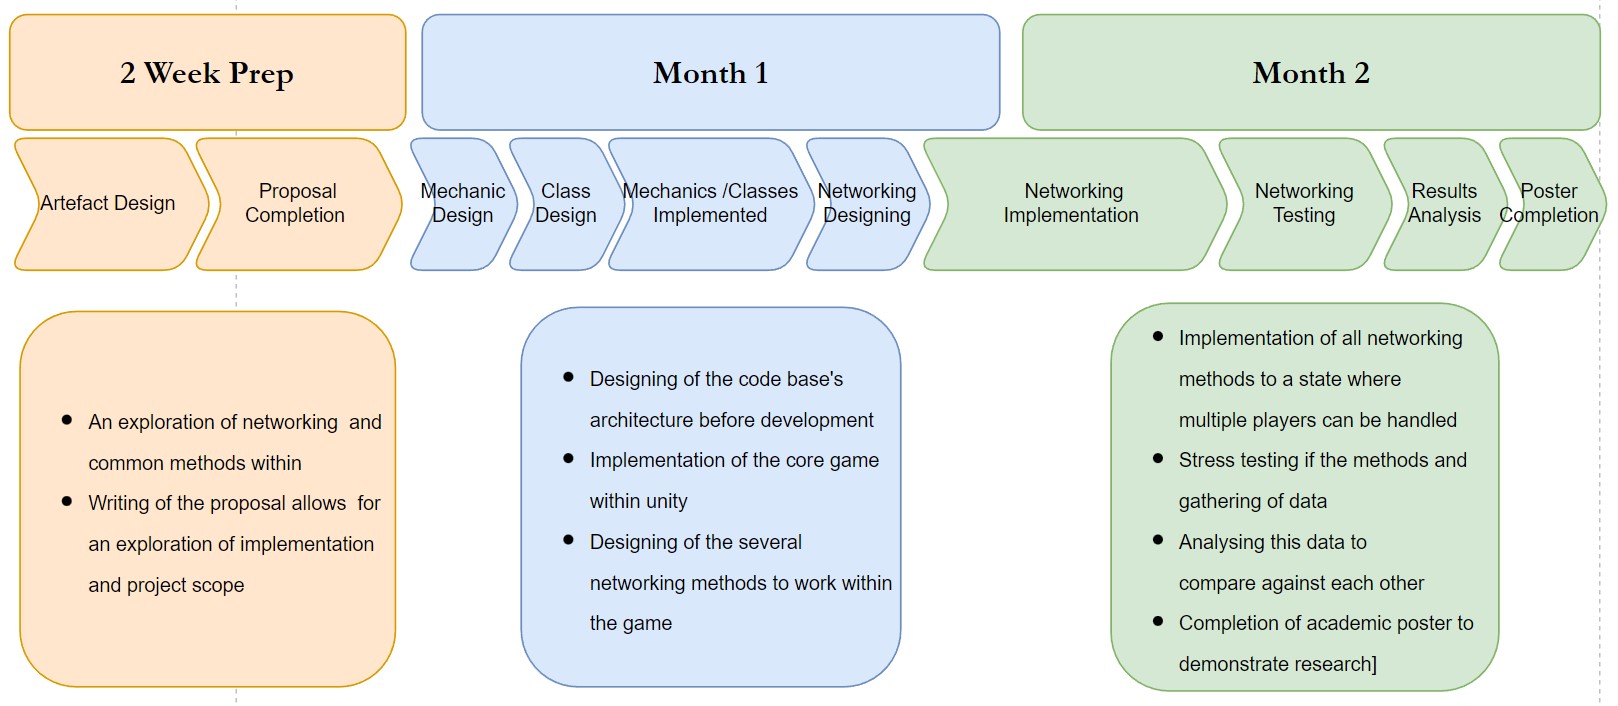 2 Week Prep
Month 1
Month 2
Artefact Design
Proposal
Completion
Mechanic
Design
Class
Design
Mechanics /Classes
Implemented
Networking
Designing
Networking
Implementation
Networking
Testing
Results
Analysis
Poster
Completion
● An exploration of networking  and
common methods within
● Writing of the proposal allows  for
an exploration of implementation
and project scope
● Designing of the code base's
architecture before development
● Implementation of the core game
within unity
● Designing of the several
networking methods to work within
the game
● Implementation of all networking
methods to a state where
multiple players can be handled
● Stress testing if the methods and
gathering of data
● Analysing this data to
compare against each other
● Completion of academic poster to
demonstrate research]